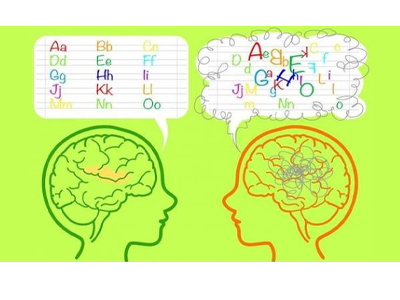 Aa Bb Cc
Dd Ee Ff
Gg Hh Ii
Jj Kk Ll
Mm Nn Oo
A e B b E
D d F f
G a H L i
J M g k O l
m Nn o